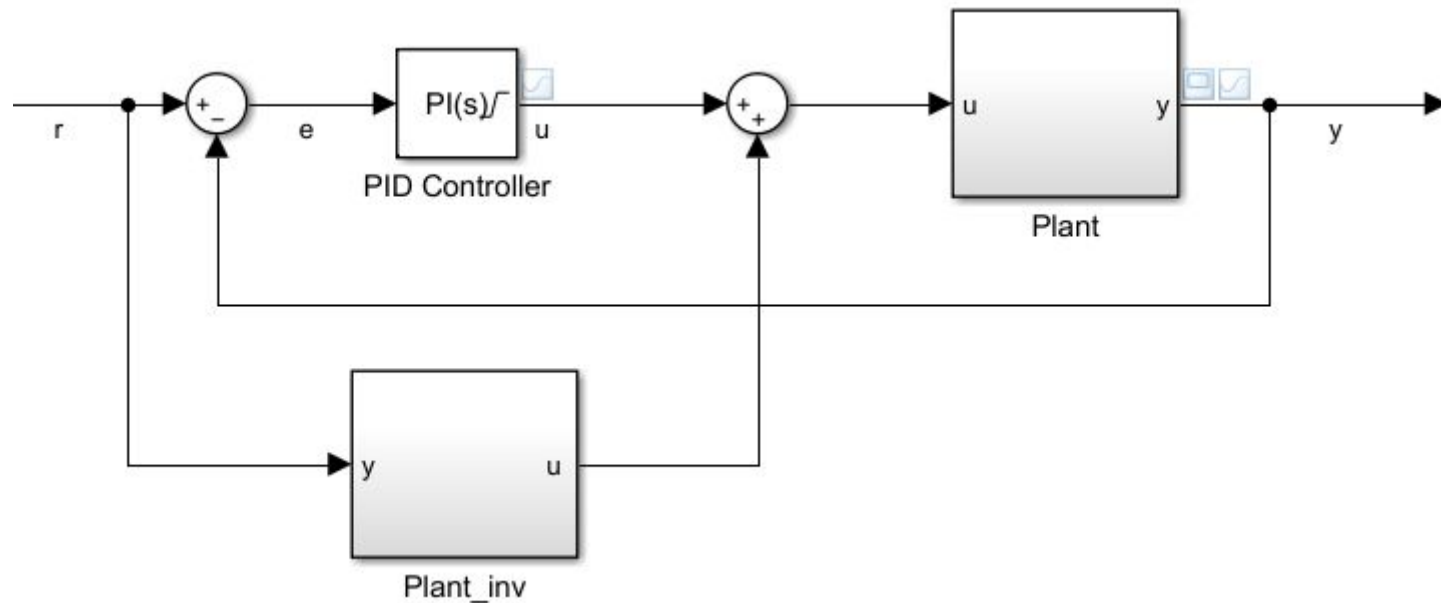 +
−
PI(s)
PID Controller
r
e
u
+
+
u
y
Plant
y
y
u
Plant_inv